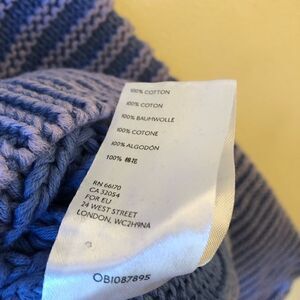 100% COTTON
100% COTON
100% BAUMWOLLE
100% COTONE
100% ALGODÓN
100% 棉花
RN 66170
CA 32054
FOR EU
24 WEST STREET
LONDON, WC2H9NA
OB1087895